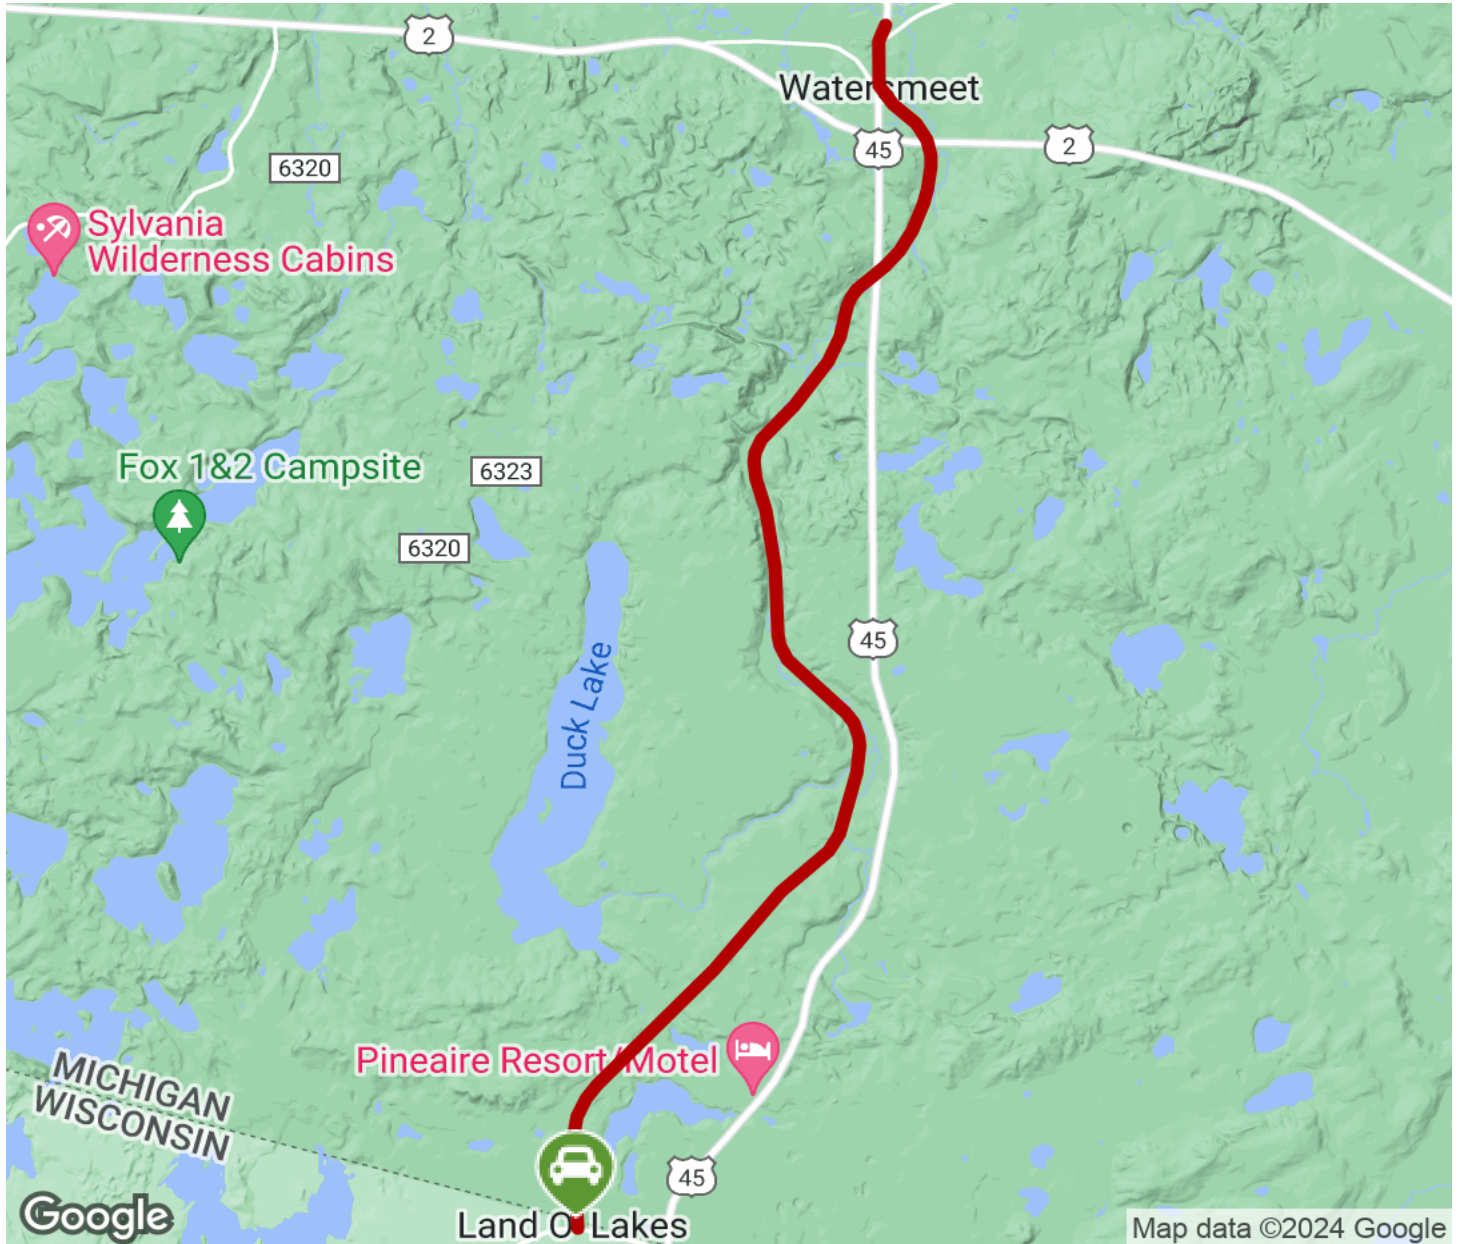 2
Watersmeet
45
2
6320
Sylvania
Wilderness Cabins
Fox 1&2 Campsite
6323
6320
45
Duck Lake
Pineaire Resort/Motel
MICHIGAN
WISCONSIN
45
Land O' Lakes
Google
Map data ©2024 Google